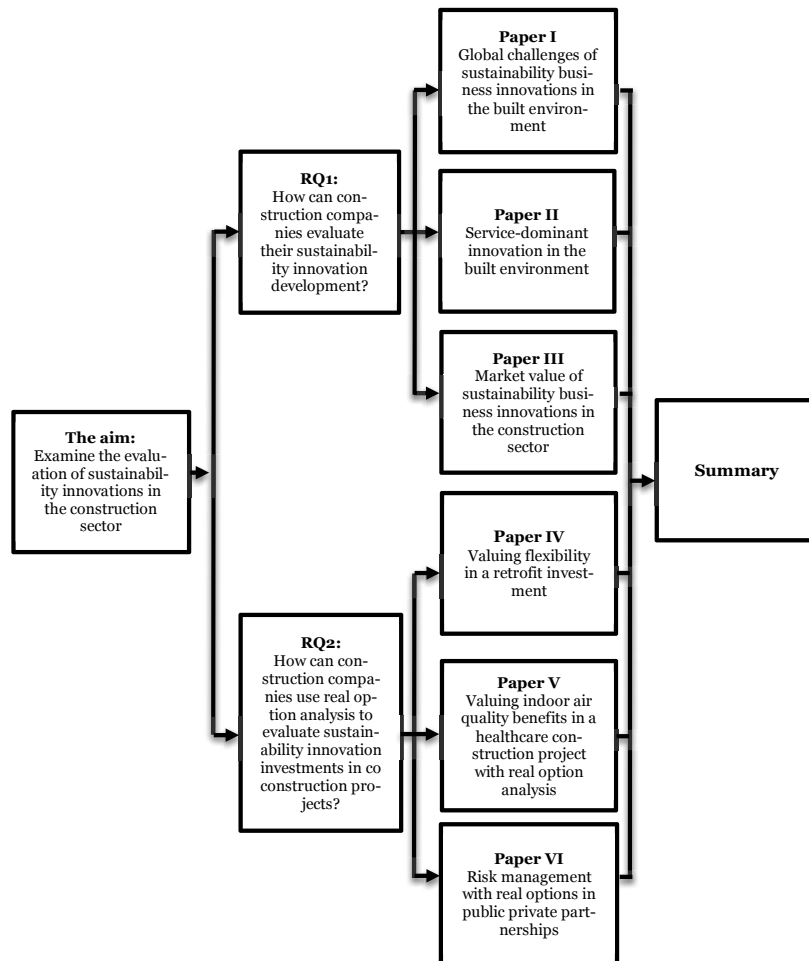 The aim:
Examine the evalu-
ation of sustainabil-
ity innovations in
the construction
sector
RQ1:
How can con-
struction compa-
nies evaluate
their sustainabil-
ity innovation
development?
RQ2:
How can con-
struction compa-
nies use real op-
tion analysis to
evaluate sustain-
ability innovation
investments in co
construction pro-
jects?
Paper I
Global challenges of
sustainability busi-
ness innovations in
the built environ-
ment
Paper II
Service-dominant
innovation in the
built environment
Paper III
Market value of
sustainability busi-
ness innovations in
the construction
sector
Paper IV
Valuing flexibility
in a retrofit invest-
ment
Paper V
Valuing indoor air
quality benefits in a
healthcare con-
struction project
with real option
analysis
Paper VI
Risk management
with real options in
public private part-
nerships
Summary